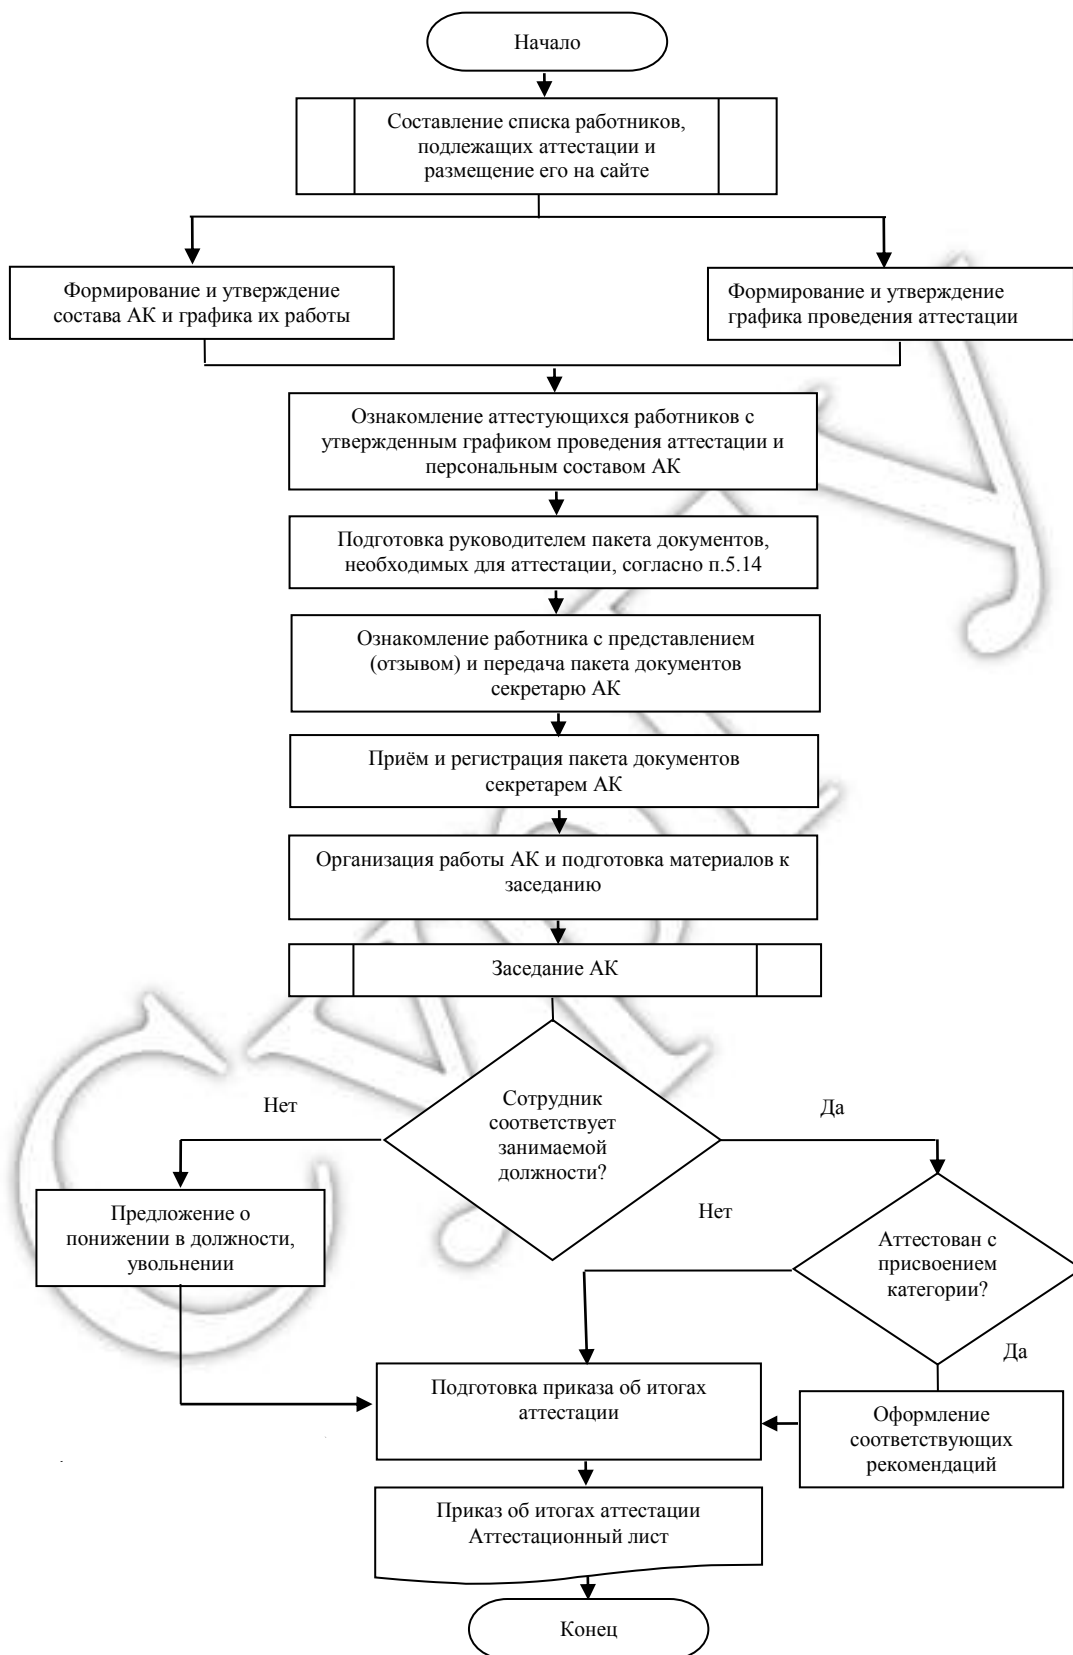 Начало
Составление списка работников,
подлежащих аттестации и
размещение его на сайте
Формирование и утверждение
состава АК и графика их работы
Формирование и утверждение
графика проведения аттестации
Ознакомление аттестующихся работников с
утвержденным графиком проведения аттестации и
персональным составом АК
Подготовка руководителем пакета документов,
необходимых для аттестации, согласно п.5.14
Ознакомление работника с представлением
(отзывом) и передача пакета документов
секретарю АК
Приём и регистрация пакета документов
секретарем АК
Организация работы АК и подготовка материалов к
заседанию
Заседание АК
Сотрудник
соответствует
занимаемой
должности?
Нет
Да
Предложение о
понижении в должности,
увольнении
Нет
Аттестован с
присвоением
категории?
Да
Подготовка приказа об итогах
аттестации
Оформление
соответствующих
рекомендаций
Приказ об итогах аттестации
Аттестационный лист
Конец